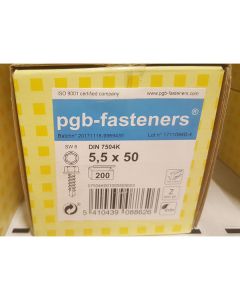 ISO 9001 certified company
pgb-fasteners.com
pgb-fasteners®
SW 8
DIN 7504K
5,5 x 50
200
Z
5 410439 088626